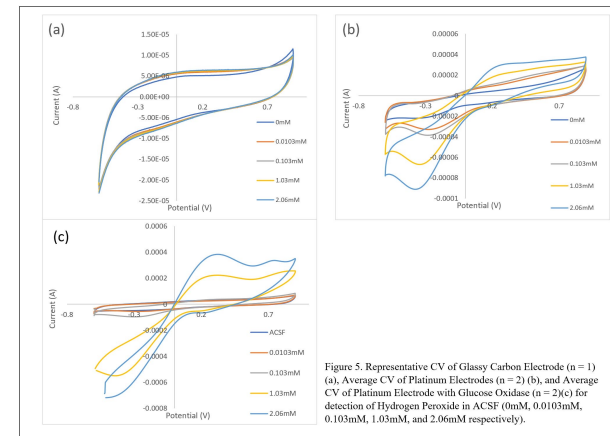 (a)
1.50E-05
1.00E-05
5.00E-06
0.00E+00
-5.00E-06
-1.00E-05
-1.50E-05
-2.00E-05
-2.50E-05
-0.8
-0.3
0.2
0.7
Current (A)
Potential (V)
0mM
0.0103mM
0.103mM
1.03mM
2.06mM
(b)
0.00006
0.00004
0.00002
0
-0.00002
-0.00004
-0.00006
-0.00008
-0.0001
-0.8
-0.3
0.2
0.7
Current (A)
Potential (V)
0mM
0.0103mM
0.103mM
1.03mM
2.06mM
(c)
0.0006
0.0004
0.0002
0
-0.0002
-0.0004
-0.0006
-0.0008
-0.8
-0.3
0.2
0.7
Current (A)
Potential (V)
ACSF
0.0103mM
0.103mM
1.03mM
2.06mM
Figure 5. Representative CV of Glassy Carbon Electrode (n = 1)
(a), Average CV of Platinum Electrodes (n = 2) (b), and Average
CV of Platinum Electrode with Glucose Oxidase (n = 2)(c) for
detection of Hydrogen Peroxide in ACSF (0mM, 0.0103mM,
0.103mM, 1.03mM, and 2.06mM respectively).